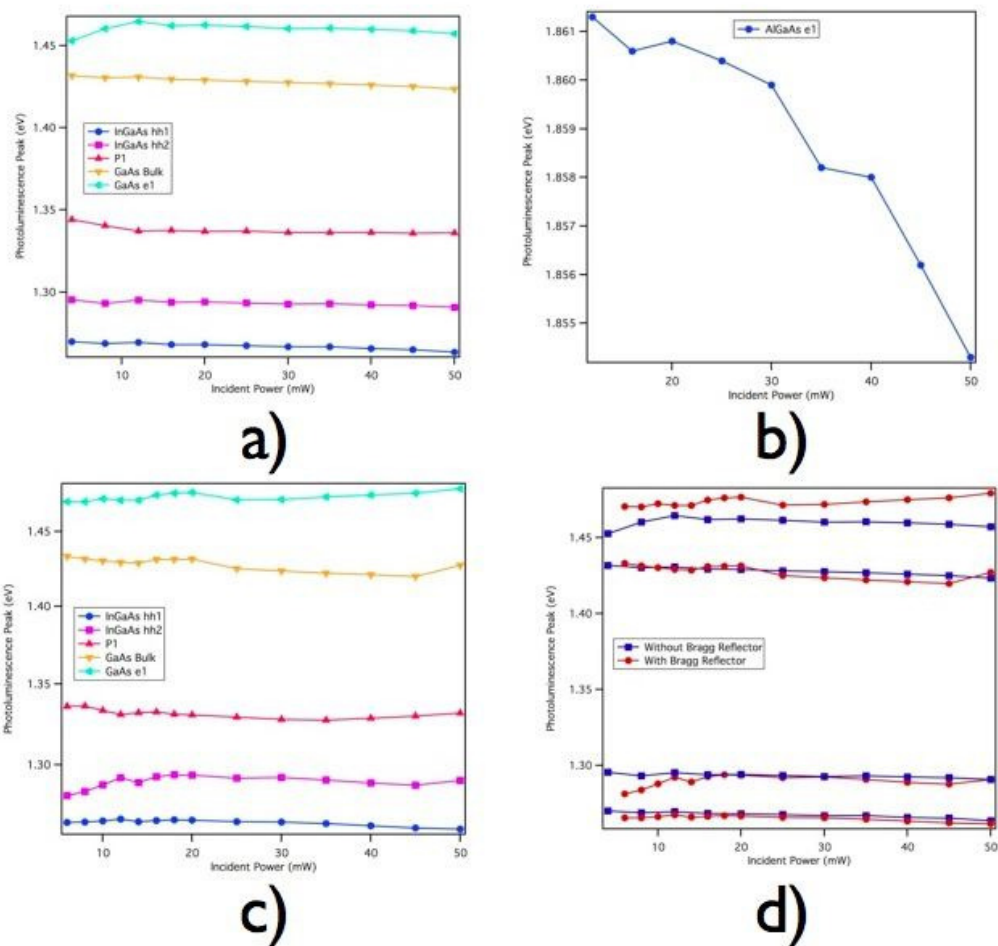 1.45
1.40
1.35
1.30
Photoluminescence Peak (eV)
InGaAs hh1
InGaAs hh2
P1
GaAs Bulk
GaAs e1
10
20
30
40
50
Incident Power (mW)
a)
1.861
1.860
1.859
1.858
1.857
1.856
1.855
Photoluminescence Peak (eV)
AlGaAs e1
20
30
40
50
Incident Power (mW)
b)
1.45
1.40
1.35
1.30
Photoluminescence Peak (eV)
InGaAs hh1
InGaAs hh2
P1
GaAs Bulk
GaAs e1
10
20
30
40
50
Incident Power (mW)
c)
1.45
1.40
1.35
1.30
Photoluminescence Peak (eV)
Without Bragg Reflector
With Bragg Reflector
10
20
30
40
50
Incident Power (mW)
d)